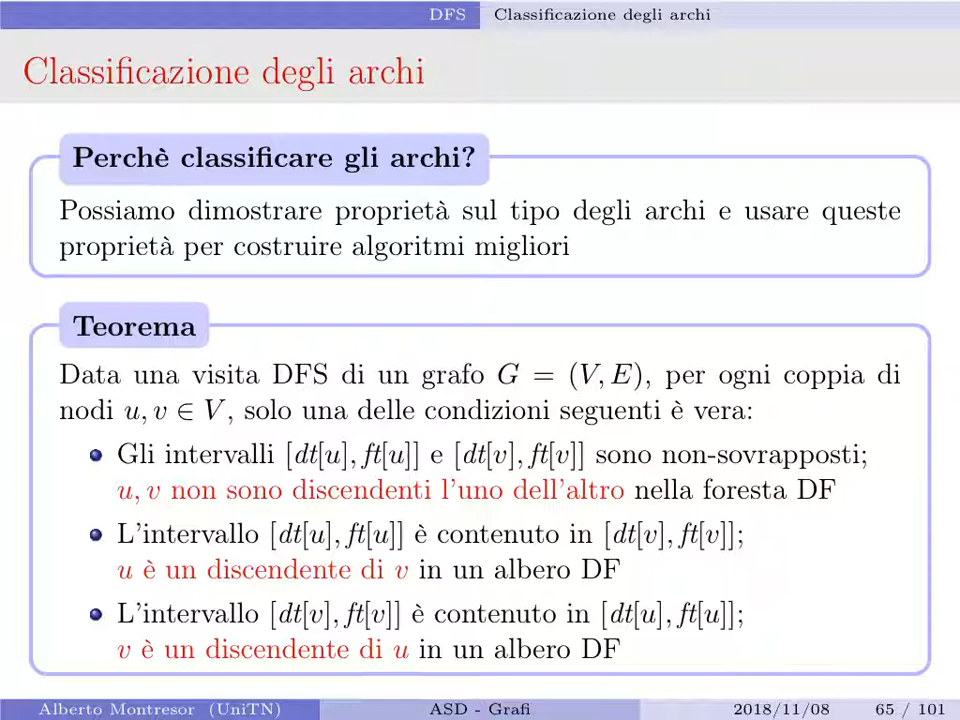 DFS Classificazione degli archi
Classificazione degli archi
Perchè classificare gli archi?
Possiamo dimostrare proprietà sul tipo degli archi e usare queste
proprietà per costruire algoritmi migliori
Teorema
Data una visita DFS di un grafo G = (V, E), per ogni coppia di
nodi u, v ∈ V, solo una delle condizioni seguenti è vera:
Gli intervalli [dt[u], ft[u]] e [dt[v], ft[v]] sono non-sovrapposti;
u, v non sono discendenti l'uno dell'altro nella foresta DF
L'intervallo [dt[u], ft[u]] è contenuto in [dt[v], ft[v]];
u è un discendente di v in un albero DF
L'intervallo [dt[v], ft[v]] è contenuto in [dt[u], ft[u]];
v è un discendente di u in un albero DF
Alberto Montresor (UniTN) ASD - Grafi 2018/11/08 65 / 101